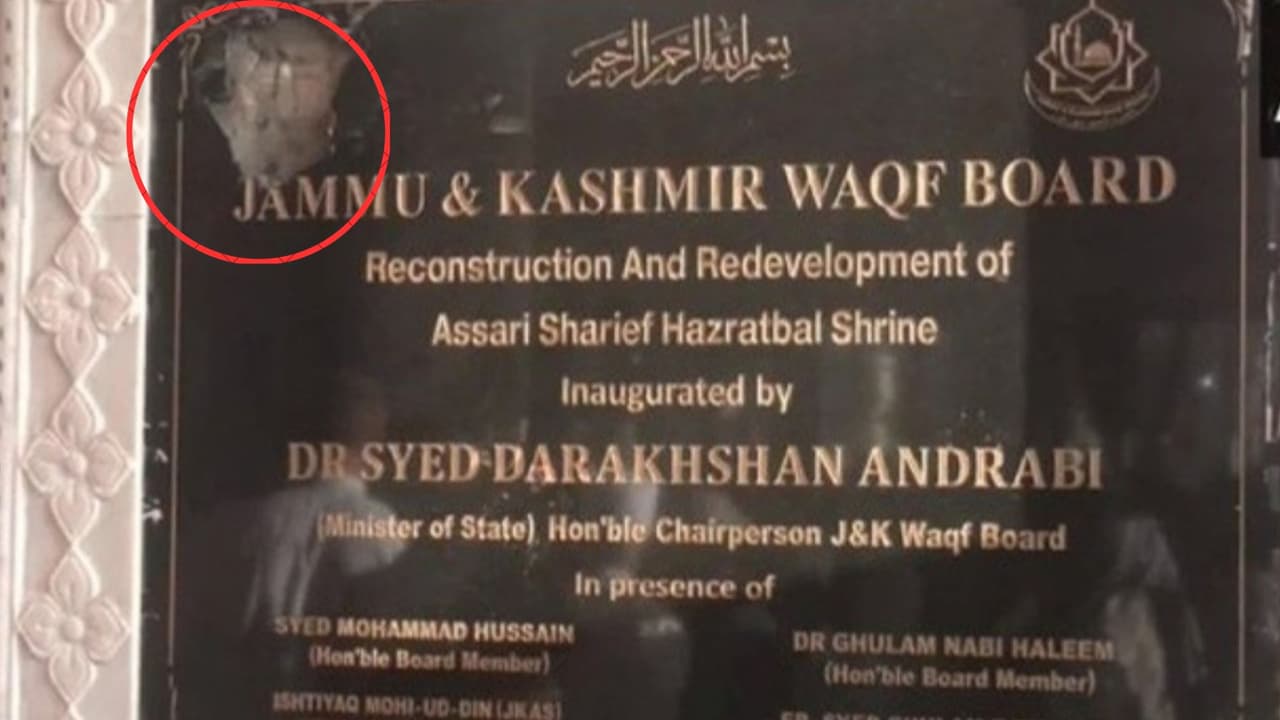 بسم الله الرحمن الرحيم
JAMMU & KASHMIR WAQF BOARD
Reconstruction And Redevelopment of
Assari Sharief Hazratbal Shrine
Inaugurated by
DR SYED DARAKHSHAN ANDRABI
(Minister of State) Hon'ble Chairperson J&K Waqf Board
In presence of
SYED MOHAMMAD HUSSAIN
(Hon'ble Board Member)
DR GHULAM NABI HALEEM
(Hon'ble Board Member)
ISHTIYAQ MOHI-UD-DIN (JKAS)